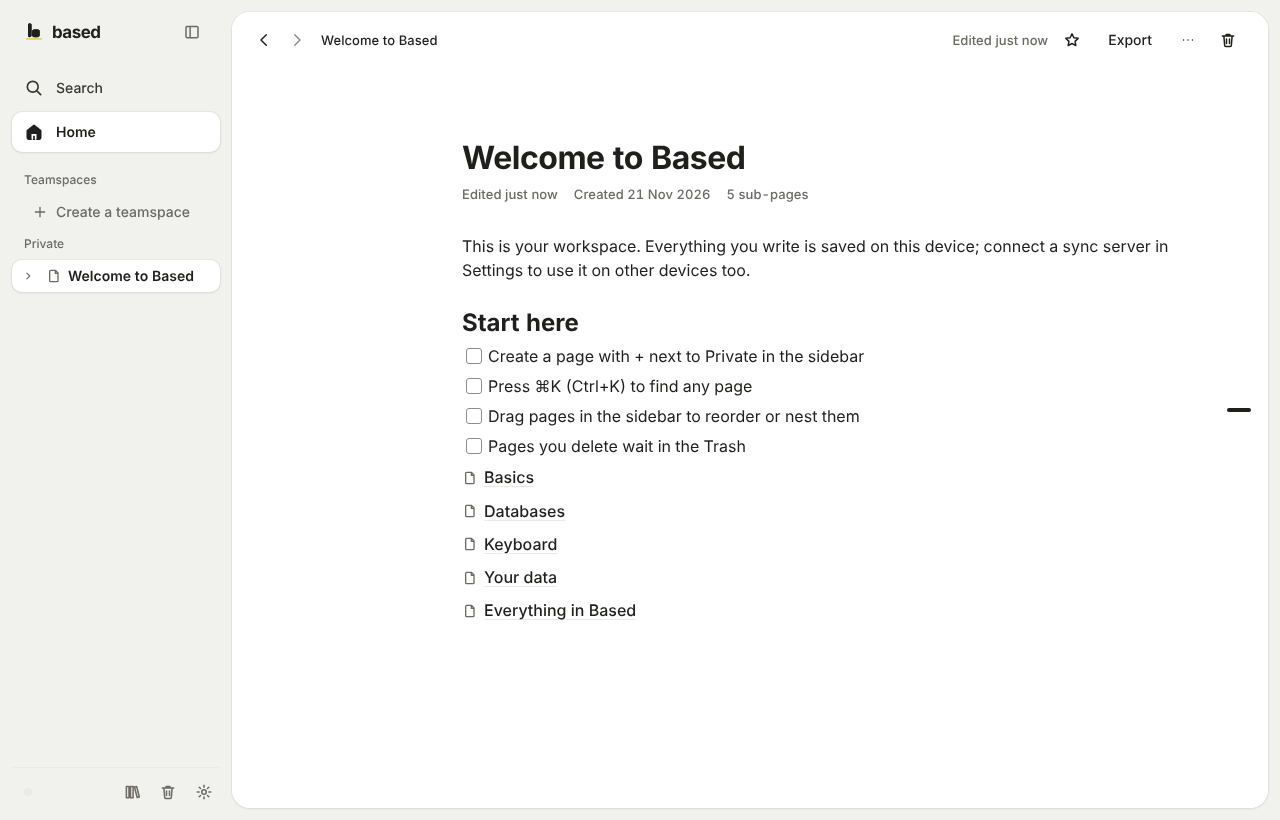 based
Search
Home
Teamspaces
Create a teamspace
Private
Welcome to Based
Welcome to Based
Edited just now
Export
Welcome to Based
Edited just now
Created 21 Nov 2026
5 sub-pages
This is your workspace. Everything you write is saved on this device; connect a sync server in
Settings to use it on other devices too.
Start here
Create a page with + next to Private in the sidebar
Press ⌘K (Ctrl+K) to find any page
Drag pages in the sidebar to reorder or nest them
Pages you delete wait in the Trash
Basics
Databases
Keyboard
Your data
Everything in Based